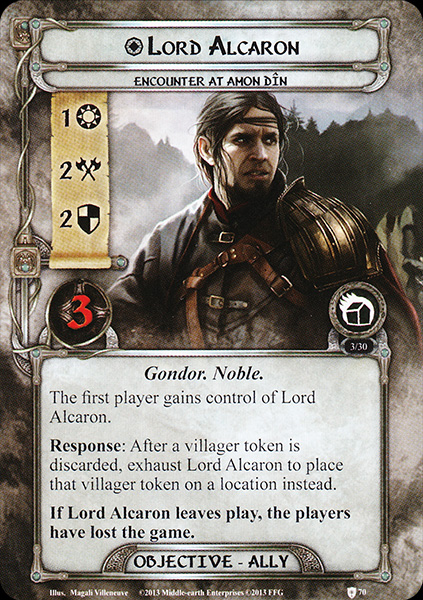 Lord Alcaron
Encounter at Amon Dîn
1
2
2
3
3/30
Gondor. Noble.
The first player gains control of Lord
Alcaron.
Response: After a villager token is
discarded, exhaust Lord Alcaron to place
that villager token on a location instead.
If Lord Alcaron leaves play, the players
have lost the game.
Objective - Ally
Illus. Magali Villeneuve ©2013 Middle-earth Enterprises ©2013 FFG 70